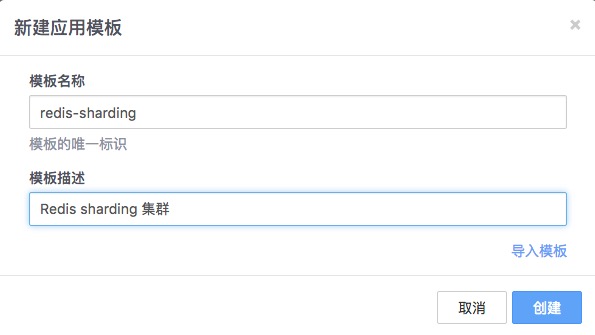 新建应用模板
×
模板名称
redis-sharding
模板的唯一标识
模板描述
Redis sharding 集群
导入模板
取消
创建